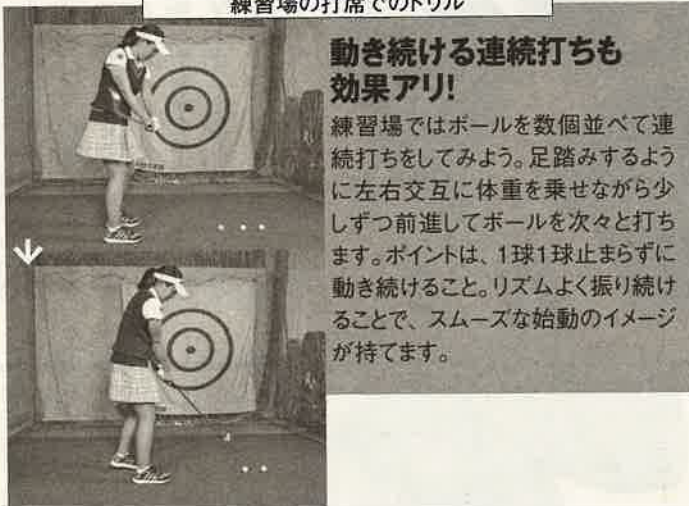 練習場の打席でのドリル
動き続ける連続打ちも
効果アリ!
練習場ではボールを数個並べて連
続打ちをしてみよう。足踏みするよう
に左右交互に体重を乗せながら少
しずつ前進してボールを次々と打ち
ます。ポイントは、1球1球止まらずに
動き続けること。リズムよく振り続け
ることで、スムーズな始動のイメージ
が持てます。